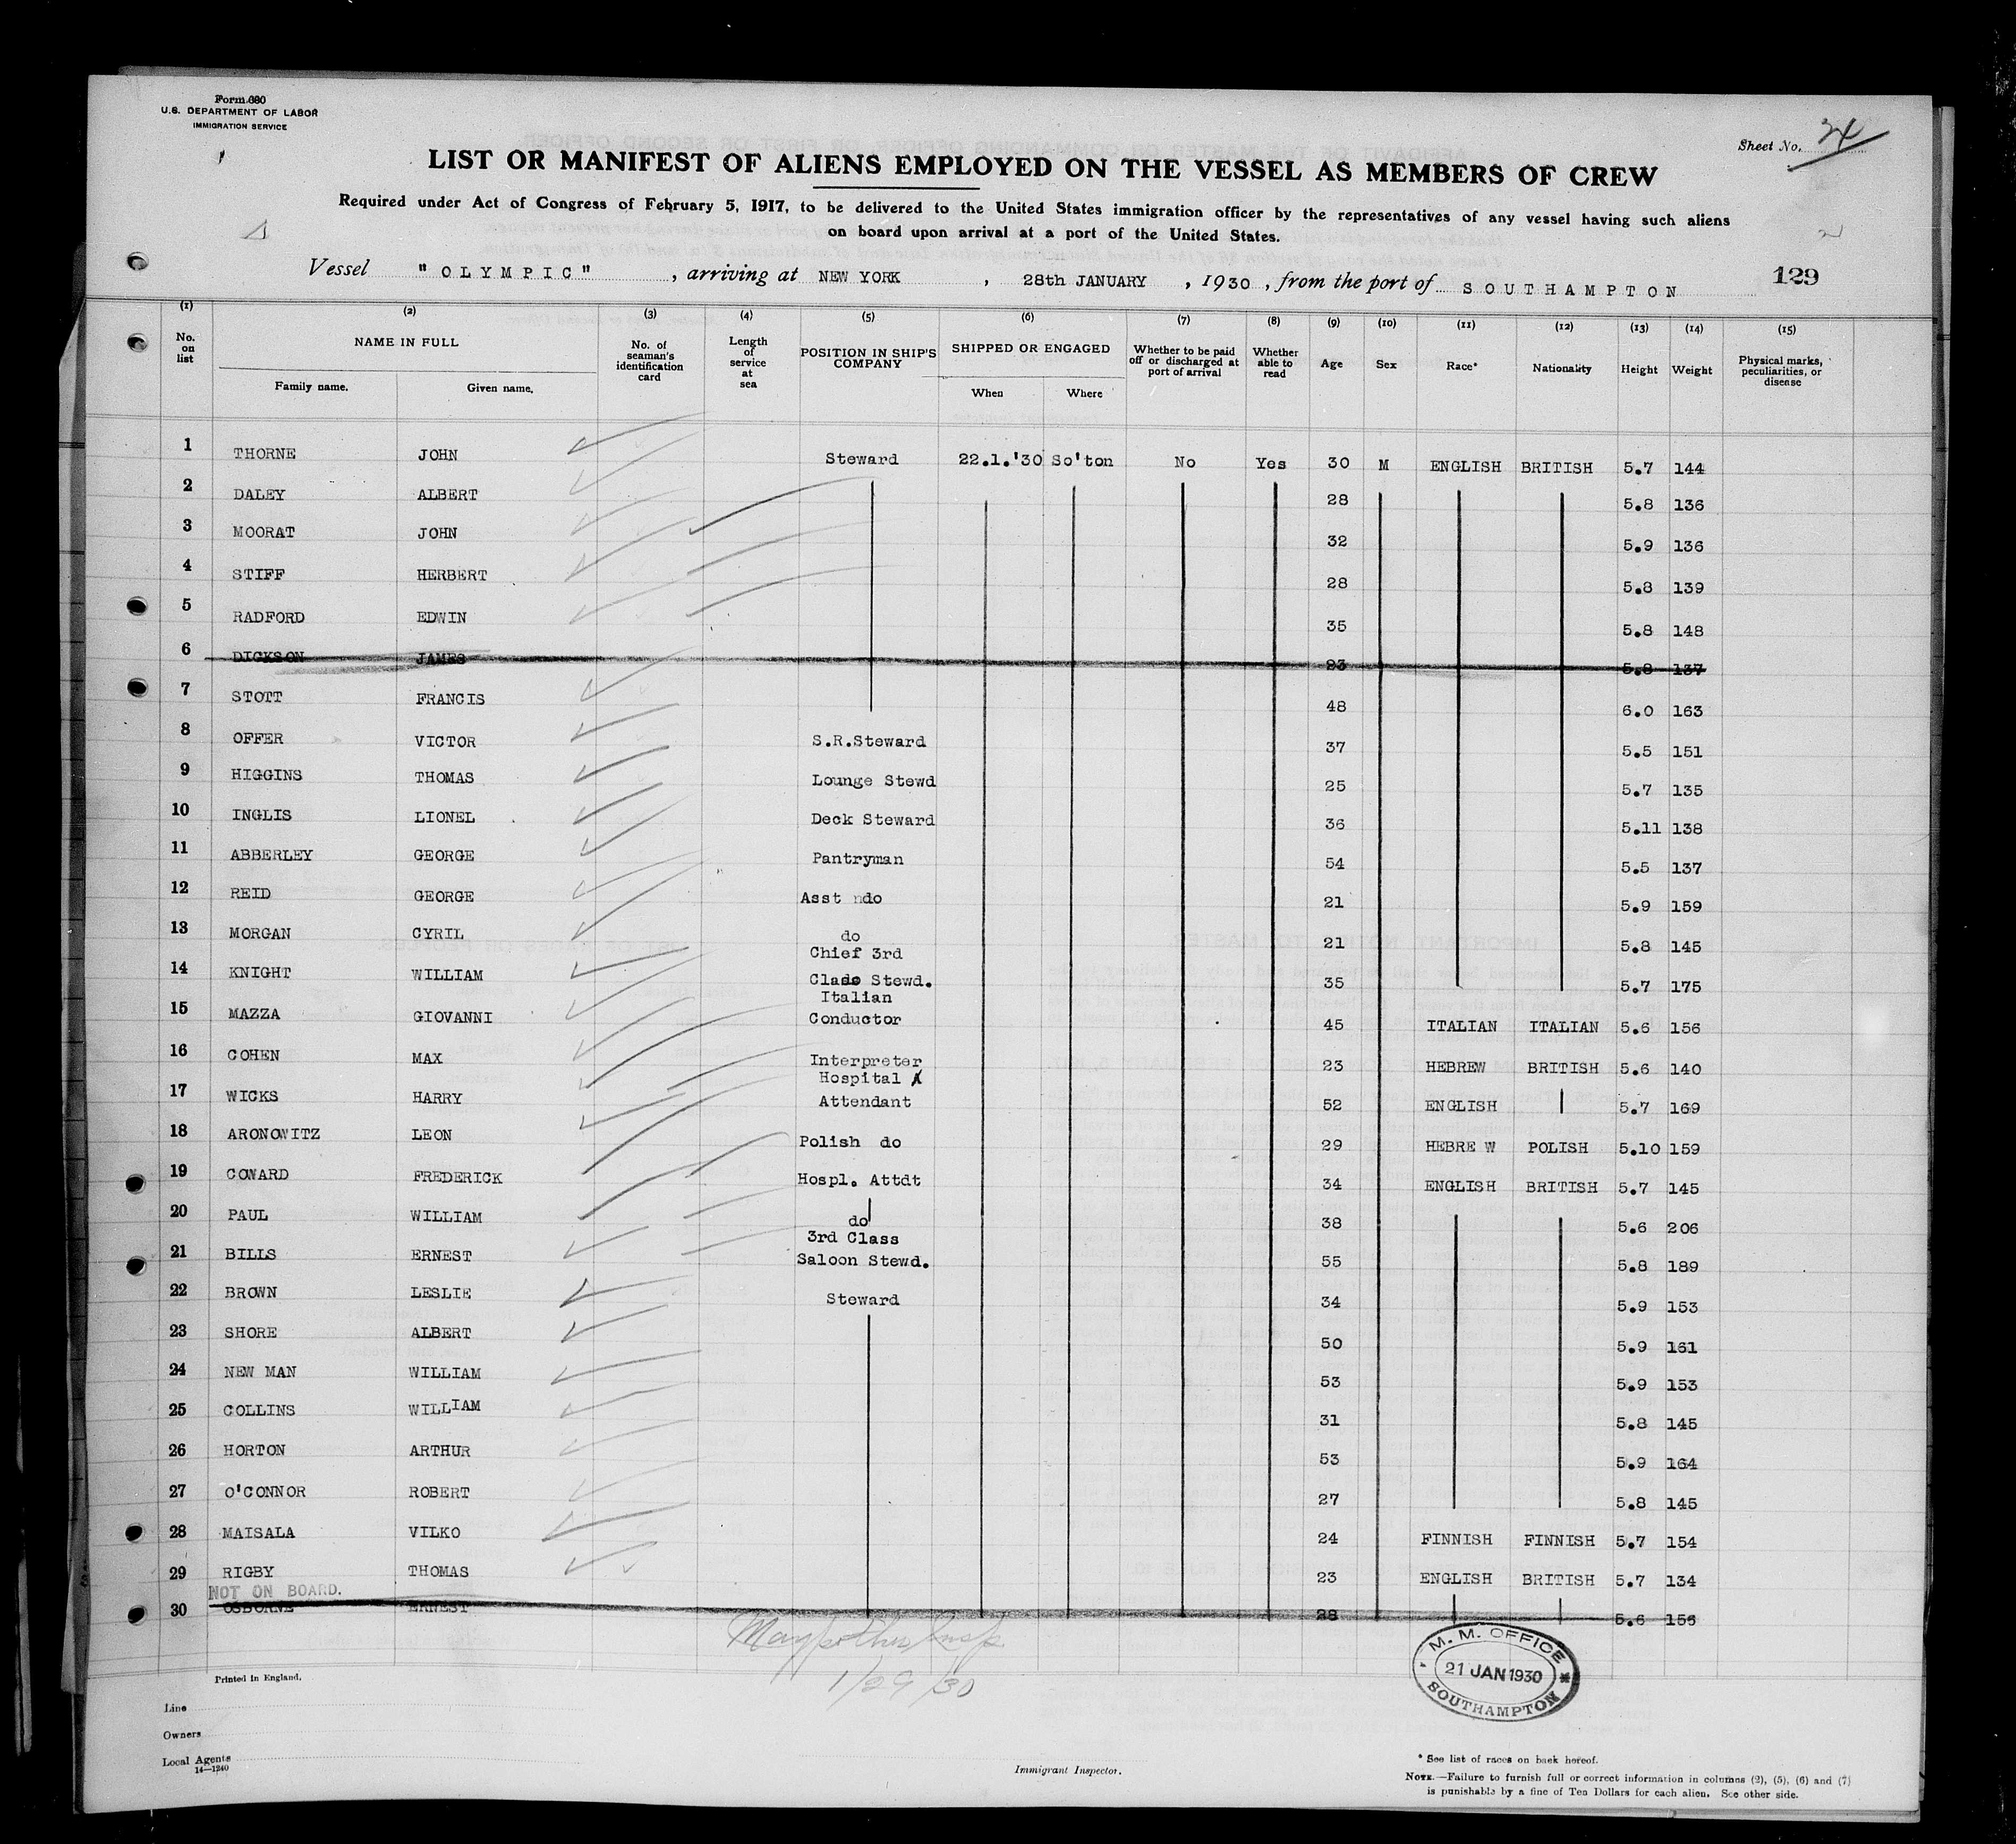 Form 680
U.S. DEPARTMENT OF LABOR
IMMIGRATION SERVICE
Sheet No.
LIST OR MANIFEST OF ALIENS EMPLOYED ON THE VESSEL AS MEMBERS OF CREW
Required under Act of Congress of February 5, 1917, to be delivered to the United States immigration officer by the representatives of any vessel having such aliens
on board upon arrival at a port of the United States.
Vessel "OLYMPIC", arriving at NEW YORK, 28th JANUARY, 1930, from the port of SOUTHAMPTON 129
(1) (2) (3) (4) (5) (6) (7) (8) (9) (10) (11) (12) (13) (14) (15)
No. on list NAME IN FULL Family name. Given name. No. of seaman's identification card Length of service at sea POSITION IN SHIP'S COMPANY SHIPPED OR ENGAGED When Where Whether to be paid off or discharged at port of arrival Whether able to read Age Sex Race* Nationality Height Weight Physical marks, peculiarities, or disease
1 THORNE JOHN Steward 22.1.'30 So'ton No Yes 30 M ENGLISH BRITISH 5.7 144
2 DALEY ALBERT 28 5.8 136
3 MOORAT JOHN 32 5.9 136
4 STIFF HERBERT 28 5.8 139
5 RADFORD EDWIN 35 5.8 148
6 DICKSON JAMES 23 5.8 137
7 STOTT FRANCIS 48 6.0 163
8 OFFER VICTOR S.R.Steward 37 5.5 151
9 HIGGINS THOMAS Lounge Stewd 25 5.7 135
10 INGLIS LIONEL Deck Steward 36 5.11 138
11 ABBERLEY GEORGE Pantryman 54 5.5 137
12 REID GEORGE Asst do 21 5.9 159
13 MORGAN CYRIL do 21 5.8 145
14 KNIGHT WILLIAM Chief 3rd Class Stewd. 35 5.7 175
15 MAZZA GIOVANNI Italian Conductor 45 ITALIAN ITALIAN 5.6 156
16 COHEN MAX Interpreter 23 HEBREW BRITISH 5.6 140
17 WICKS HARRY Hospital Attendant 52 ENGLISH 5.7 169
18 ARONOWITZ LEON Polish do 29 HEBRE W POLISH 5.10 159
19 COWARD FREDERICK Hospl. Attdt 34 ENGLISH BRITISH 5.7 145
20 PAUL WILLIAM do 38 5.6 206
21 BILLS ERNEST 3rd Class Saloon Stewd. 55 5.8 189
22 BROWN LESLIE Steward 34 5.9 153
23 SHORE ALBERT 50 5.9 161
24 NEW MAN WILLIAM 53 5.9 153
25 COLLINS WILLIAM 31 5.8 145
26 HORTON ARTHUR 53 5.9 164
27 O'CONNOR ROBERT 27 5.8 145
28 MAISALA VILKO 24 FINNISH FINNISH 5.7 154
29 RIGBY THOMAS 23 ENGLISH BRITISH 5.7 134
NOT ON BOARD.
30 OSBORNE ERNEST 28 5.6 156
1/29/30
M. M. OFFICE
21 JAN 1930
SOUTHAMPTON
Printed in England.
Line
Owners
Local Agents
14—1240
Immigrant Inspector.
* See list of races on back hereof.
NOTE.—Failure to furnish full or correct information in columns (2), (5), (6) and (7)
is punishable by a fine of Ten Dollars for each alien. See other side.